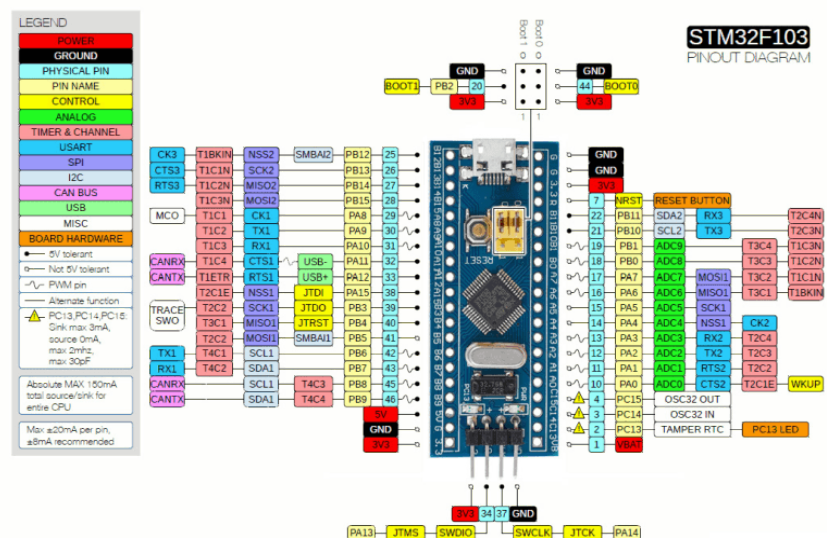 LEGEND
POWER
GROUND
PHYSICAL PIN
PIN NAME
CONTROL
ANALOG
TIMER & CHANNEL
USART
SPI
I2C
CAN BUS
USB
MISC
BOARD HARDWARE
5V tolerant
Not 5V tolerant
PWM pin
Alternate function
PC13,PC14,PC15:
Sink max 3mA,
source 0mA,
max 2mhz,
max 30pF
Absolute MAX 150mA
total source/sink for
entire CPU
Max ±20mA per pin,
±8mA recommended
STM32F103
PINOUT DIAGRAM
Boot 1 Boot 0
GND GND
BOOT1 PB2 20 44 BOOT0
3V3 3V3
1 1
CK3 T1BKIN NSS2 SMBAI2 PB12 25
CTS3 T1C1N SCK2 PB13 26
RTS3 T1C2N MISO2 PB14 27
T1C3N MISO2 PB15 28
MCO T1C1 CK1 PA8 29
T1C2 TX1 PA9 30
T1C3 RX1 PA10 31
CANRX T1C4 CTS1 USB- PA11 32
CANTX T1ETR RTS1 USB+ PA12 33
T2C1E NSS1 JTDI PA15 38
TRACE SWO T2C2 SCK1 JTDO PB3 39
T3C1 MISO1 JTRST PB4 40
T2C2 MOSI1 SMBAI1 PB5 41
TX1 T4C1 SCL1 PB6 42
RX1 T4C2 SDA1 PB7 43
CANRX SCL1 T4C3 PB8 45
CANTX SDA1 T4C4 PB9 46
5V
GND
3V3
GND
GND
3V3
7 NRST RESET BUTTON
22 PB11 SDA2 RX3 T2C4N
21 PB10 SCL2 TX3 T2C3N
19 PB1 ADC9 T3C4 T1C3N
18 PB0 ADC8 T3C3 T1C2N
17 PA7 ADC7 MOSi1 T3C2 T1C1N
16 PA6 ADC6 MISO1 T3C1 T1BKIN
15 PA5 ADC5 SCK1
14 PA4 ADC4 NSS1 CK2
13 PA3 ADC3 RX2 T2C4
12 PA2 ADC2 TX2 T2C3
11 PA1 ADC1 RTS2 T2C2
10 PA0 ADC0 CTS2 T2C1E WKUP
4 PC15 OSC32 OUT
3 PC14 OSC32 IN
2 PC13 TAMPER RTC PC13 LED
1 VBAT
RESET
PC13 PWR
3V3 34 37 GND
PA13 JTMS SWDIO SWCLK JTCK PA14